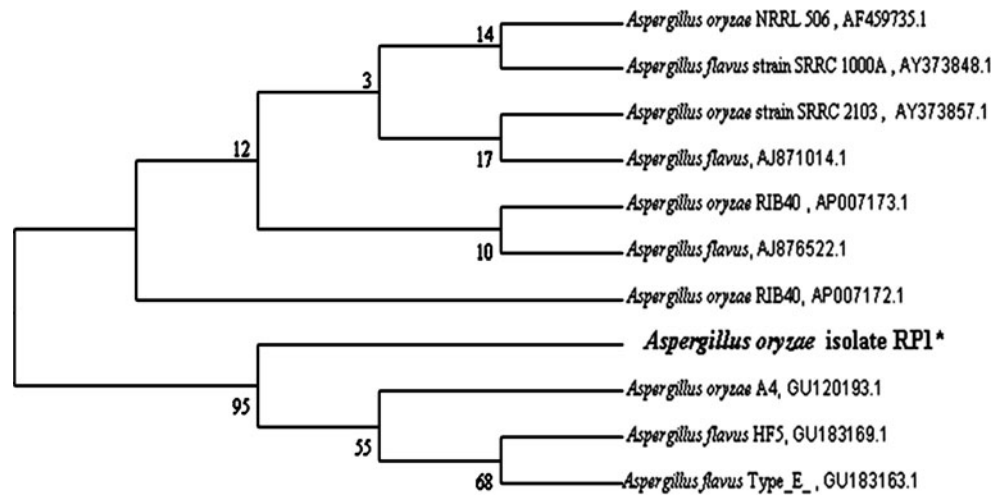 Aspergillus oryzae NRRL 506 , AF459735.1
14
Aspergillus flavus strain SRRC 1000A , AY373848.1
3
Aspergillus oryzae strain SRRC 2103 , AY373857.1
12
17
Aspergillus flavus, AJ871014.1
Aspergillus oryzae RIB40 , AP007173.1
10
Aspergillus flavus, AJ876522.1
Aspergillus oryzae RIB40, AP007172.1
Aspergillus oryzae isolate RP1*
Aspergillus oryzae A4, GU120193.1
95
Aspergillus flavus HF5, GU183169.1
55
68
Aspergillus flavus Type_E_ , GU183163.1